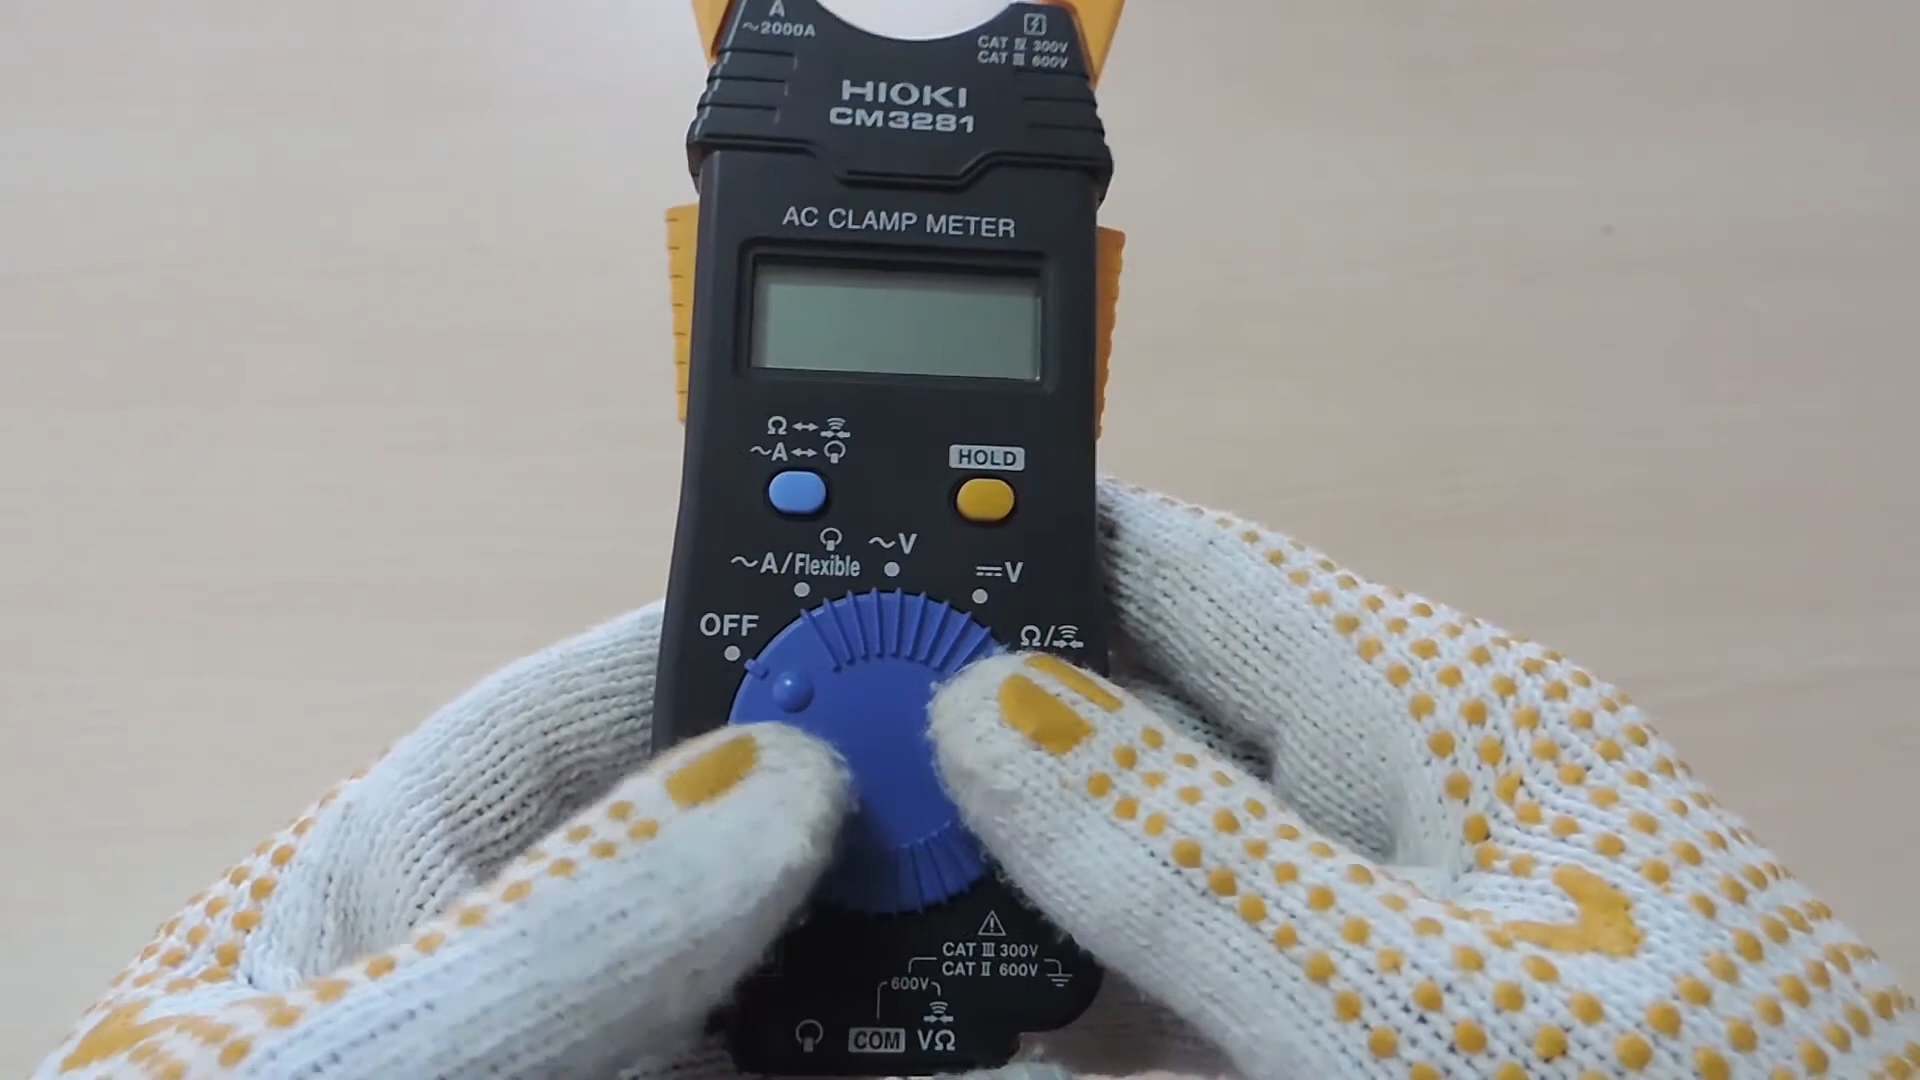 A
~2000A
CAT Ⅳ 300V
CAT Ⅲ 600V
HIOKI
CM3281
AC CLAMP METER
Ω
~A
HOLD
~A/Flexible
~V
⎓V
OFF
Ω/
CAT Ⅲ 300V
CAT Ⅱ 600V
600V
COM
VΩ